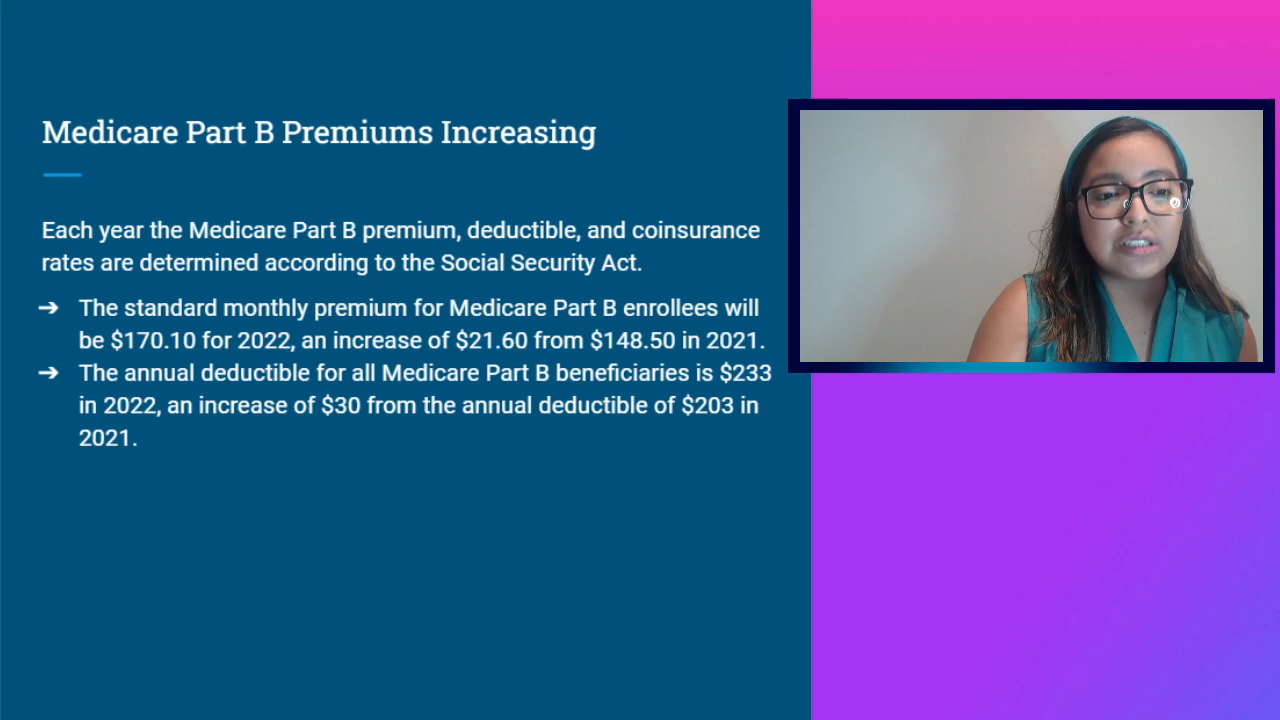 Medicare Part B Premiums Increasing
Each year the Medicare Part B premium, deductible, and coinsurance
rates are determined according to the Social Security Act.
➔ The standard monthly premium for Medicare Part B enrollees will
be $170.10 for 2022, an increase of $21.60 from $148.50 in 2021.
➔ The annual deductible for all Medicare Part B beneficiaries is $233
in 2022, an increase of $30 from the annual deductible of $203 in
2021.